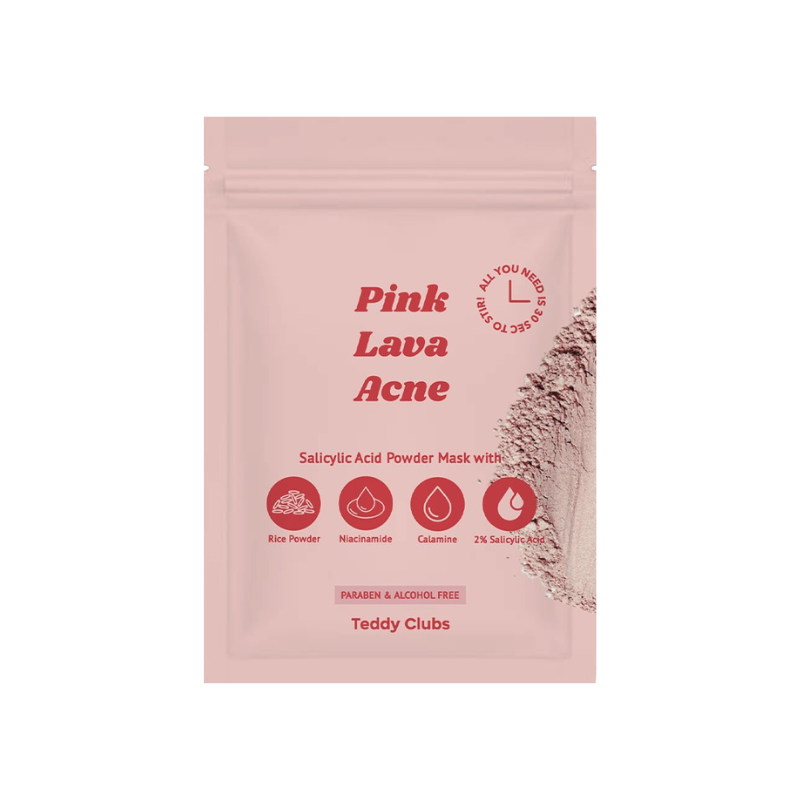 Pink
Lava
Acne
ALL YOU NEED IS 30 SEC TO STIR!
Salicylic Acid Powder Mask with
Rice Powder Niacinamide Calamine 2% Salicylic Acid
PARABEN & ALCOHOL FREE
Teddy Clubs